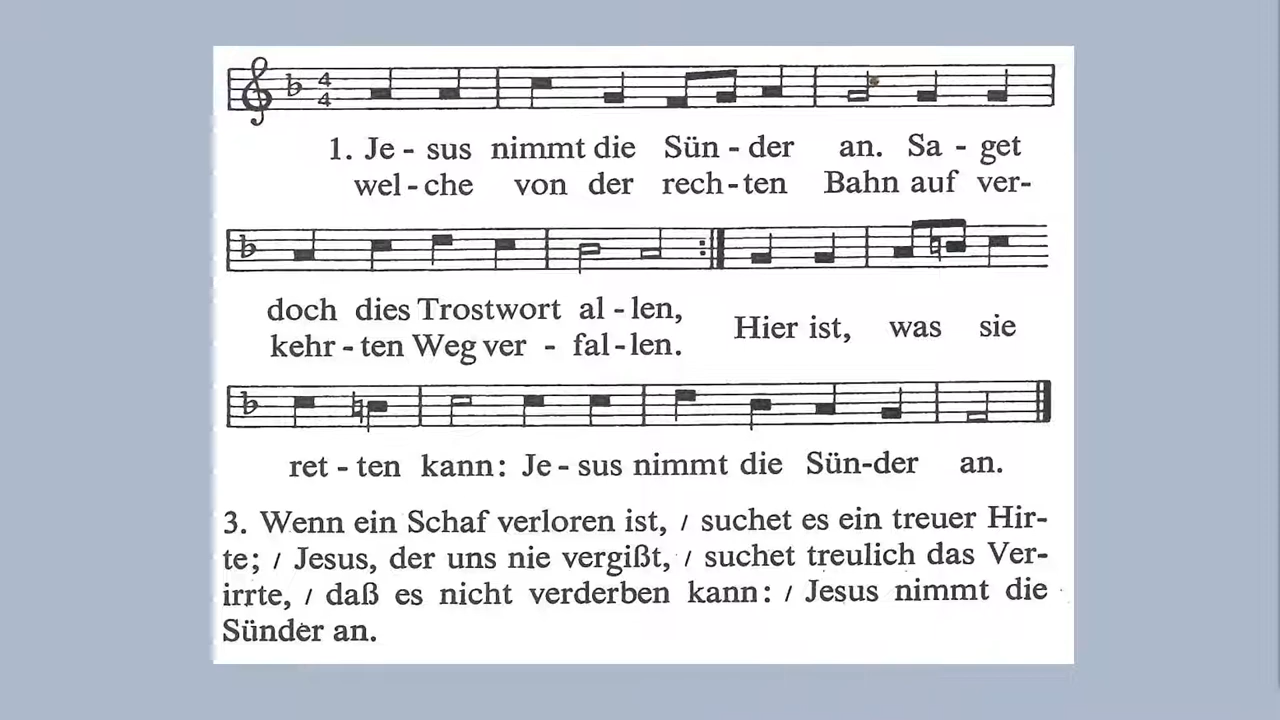 4
4
1. Je - sus nimmt die Sün - der an. Sa - get
wel - che von der rech - ten Bahn auf ver-
doch dies Trostwort al - len,
kehr - ten Weg ver - fal - len.
Hier ist, was sie
ret - ten kann: Je - sus nimmt die Sün-der an.
3. Wenn ein Schaf verloren ist, / suchet es ein treuer Hir-
te; / Jesus, der uns nie vergißt, / suchet treulich das Ver-
irrte, / daß es nicht verderben kann: / Jesus nimmt die
Sünder an.